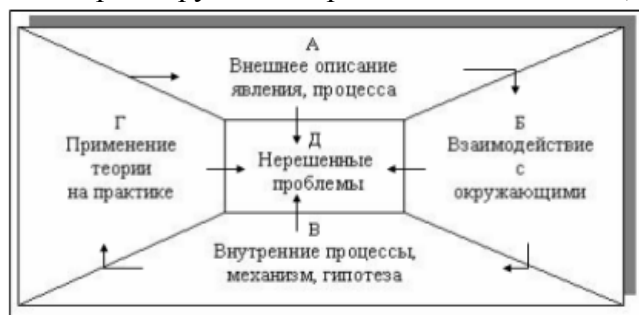 А
Внешнее описание
явления, процесса
Г
Применение
теории
на практике
Д
Нерешенные
проблемы
Б
Взаимодействие
с
окружающими
В
Внутренние процессы,
механизм, гипотеза